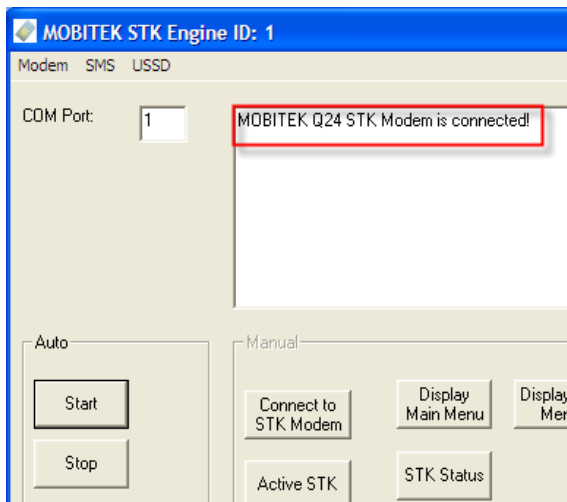 MOBITEK STK Engine ID: 1
Modem SMS USSD
COM Port: 1
MOBITEK Q24 STK Modem is connected!
Auto
Manual
Start
Connect to
STK Modem
Display
Main Menu
Display
Stop
Active STK
STK Status